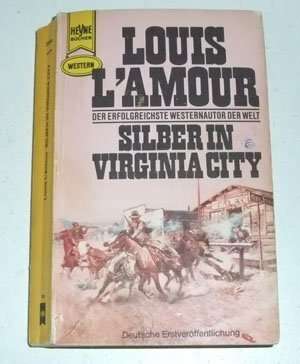 HEYNE
BÜCHER
WESTERN
LOUIS
L'AMOUR
DER ERFOLGREICHSTE WESTERNAUTOR DER WELT
SILBER IN
VIRGINIA CITY
Deutsche Erstveröffentlichung